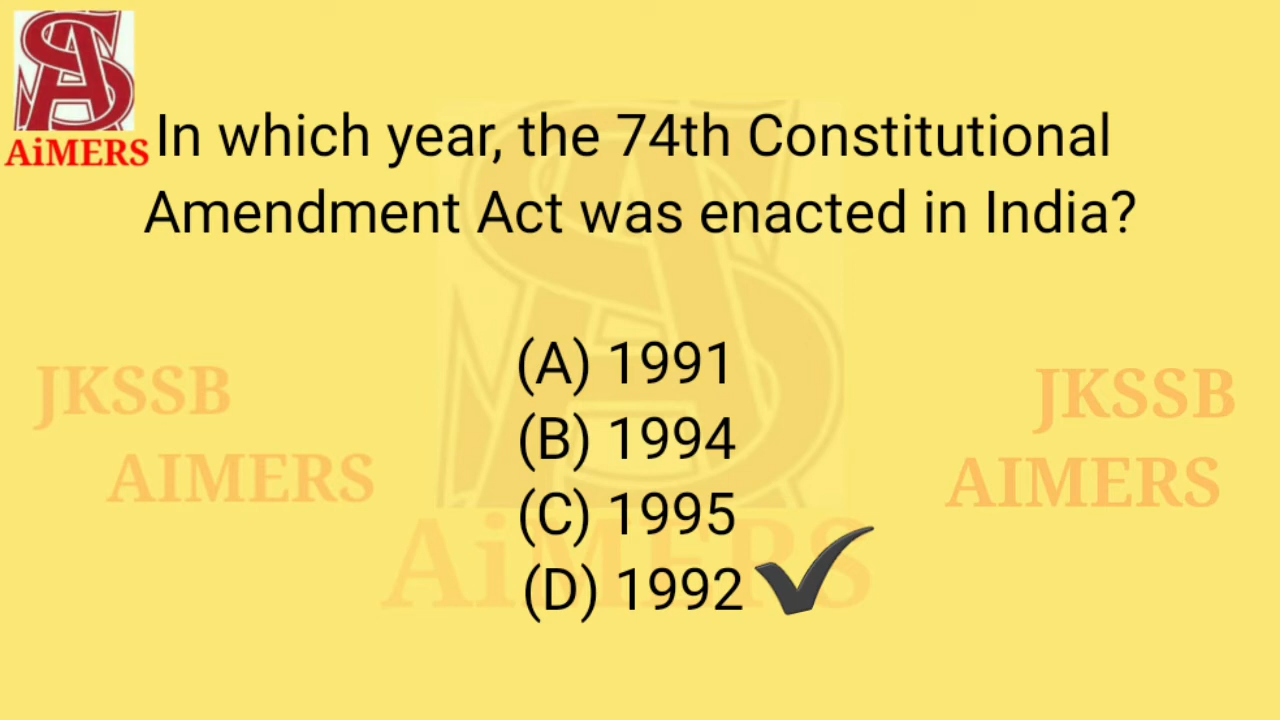 AiMERS
In which year, the 74th Constitutional
Amendment Act was enacted in India?
(A) 1991
(B) 1994
(C) 1995
(D) 1992
JKSSB
AIMERS
JKSSB
AIMERS
AiMERS